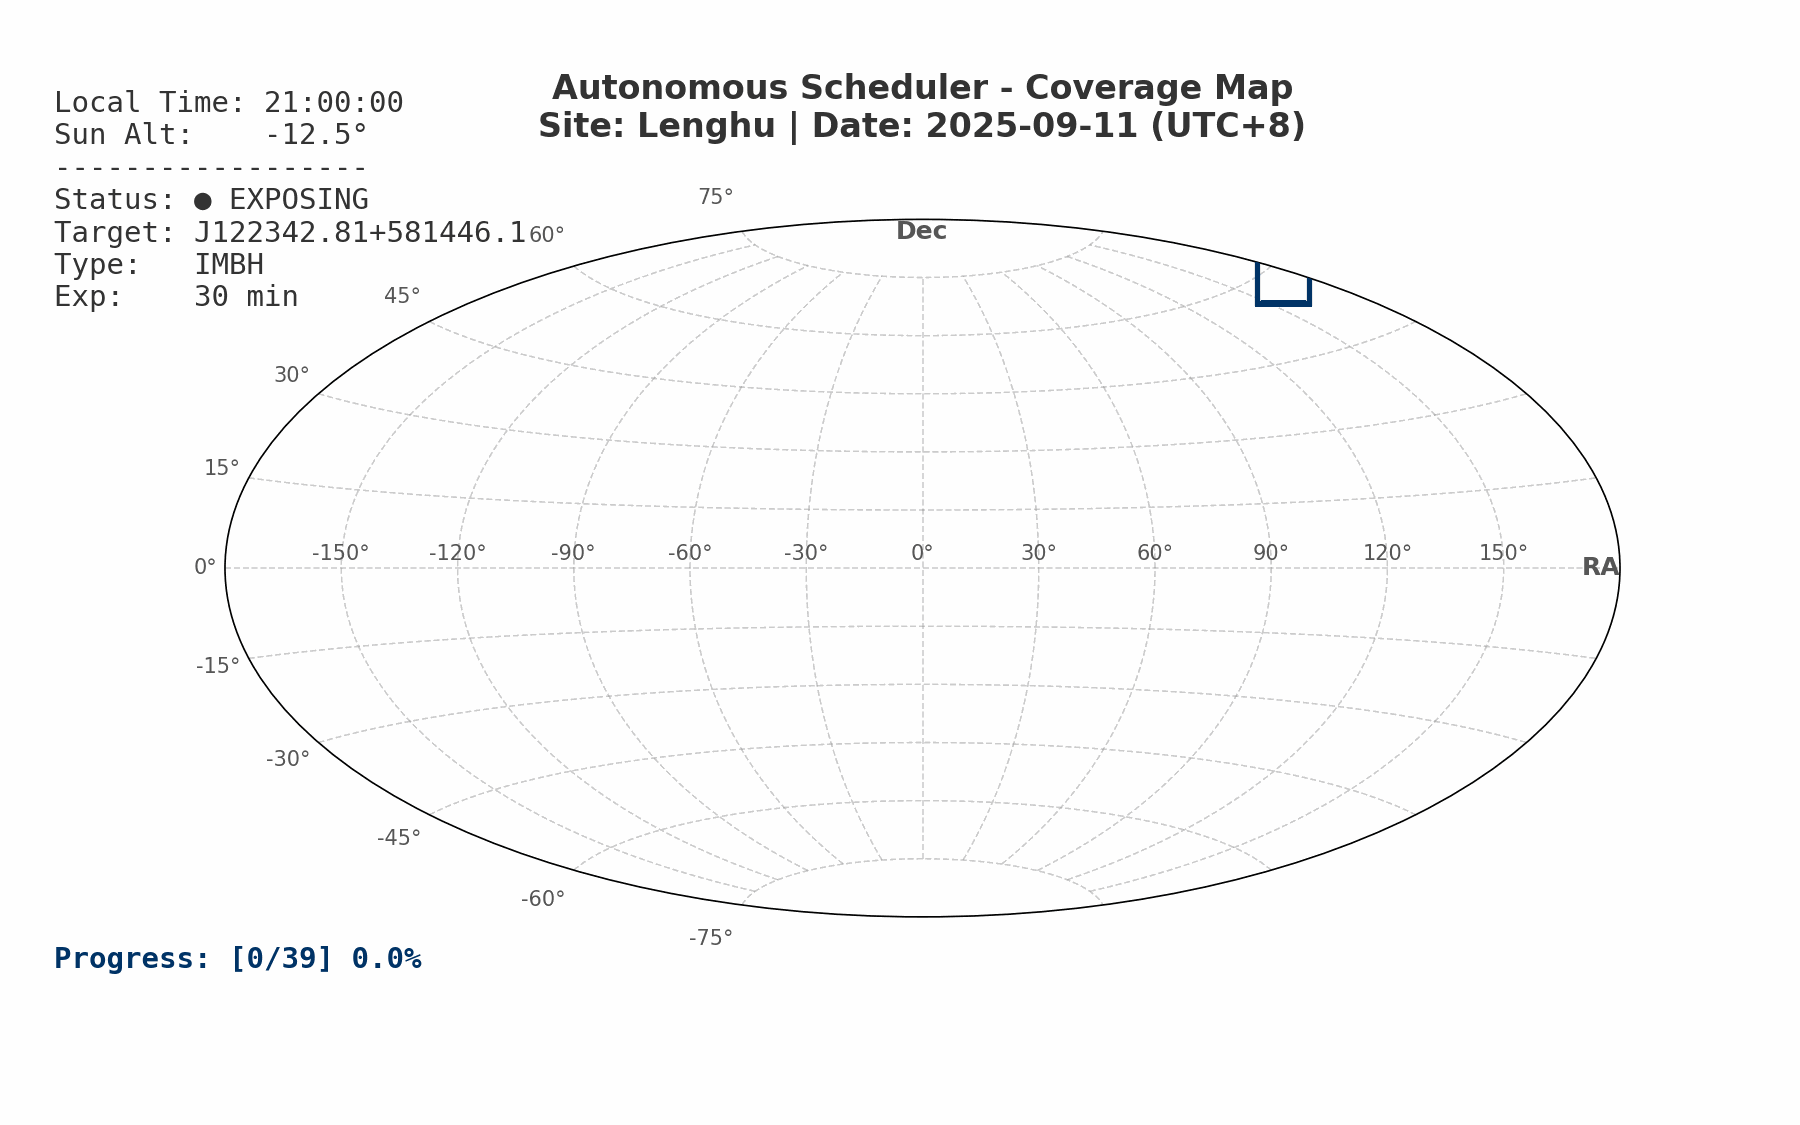 Autonomous Scheduler - Coverage Map
Site: Lenghu | Date: 2025-09-11 (UTC+8)
Local Time: 21:00:00
Sun Alt:    -12.5°
------------------
Status: ● EXPOSING
Target: J122342.81+581446.1
Type:   IMBH
Exp:    30 min
75°
60°
45°
30°
15°
0°
-15°
-30°
-45°
-60°
-75°
Dec
-150° -120° -90° -60° -30° 0° 30° 60° 90° 120° 150°
RA
Progress: [0/39] 0.0%